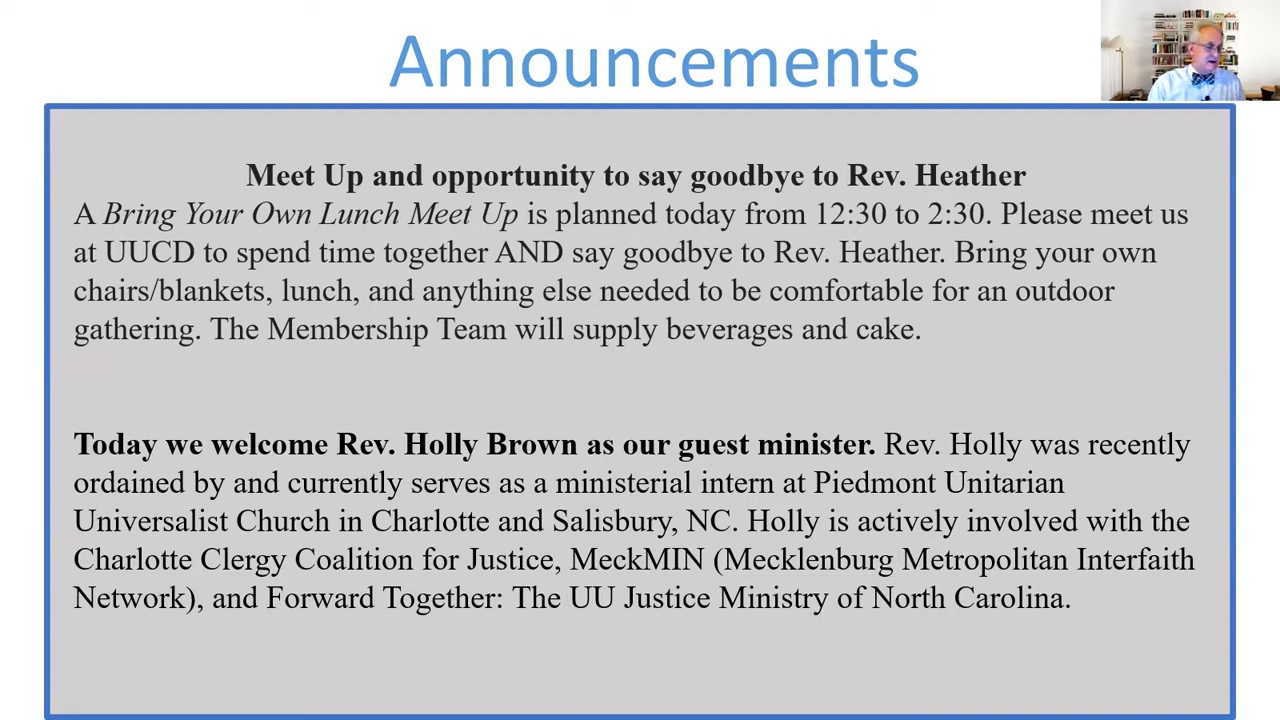 Announcements
Meet Up and opportunity to say goodbye to Rev. Heather
A Bring Your Own Lunch Meet Up is planned today from 12:30 to 2:30. Please meet us
at UUCD to spend time together AND say goodbye to Rev. Heather. Bring your own
chairs/blankets, lunch, and anything else needed to be comfortable for an outdoor
gathering. The Membership Team will supply beverages and cake.
Today we welcome Rev. Holly Brown as our guest minister. Rev. Holly was recently
ordained by and currently serves as a ministerial intern at Piedmont Unitarian
Universalist Church in Charlotte and Salisbury, NC. Holly is actively involved with the
Charlotte Clergy Coalition for Justice, MeckMIN (Mecklenburg Metropolitan Interfaith
Network), and Forward Together: The UU Justice Ministry of North Carolina.